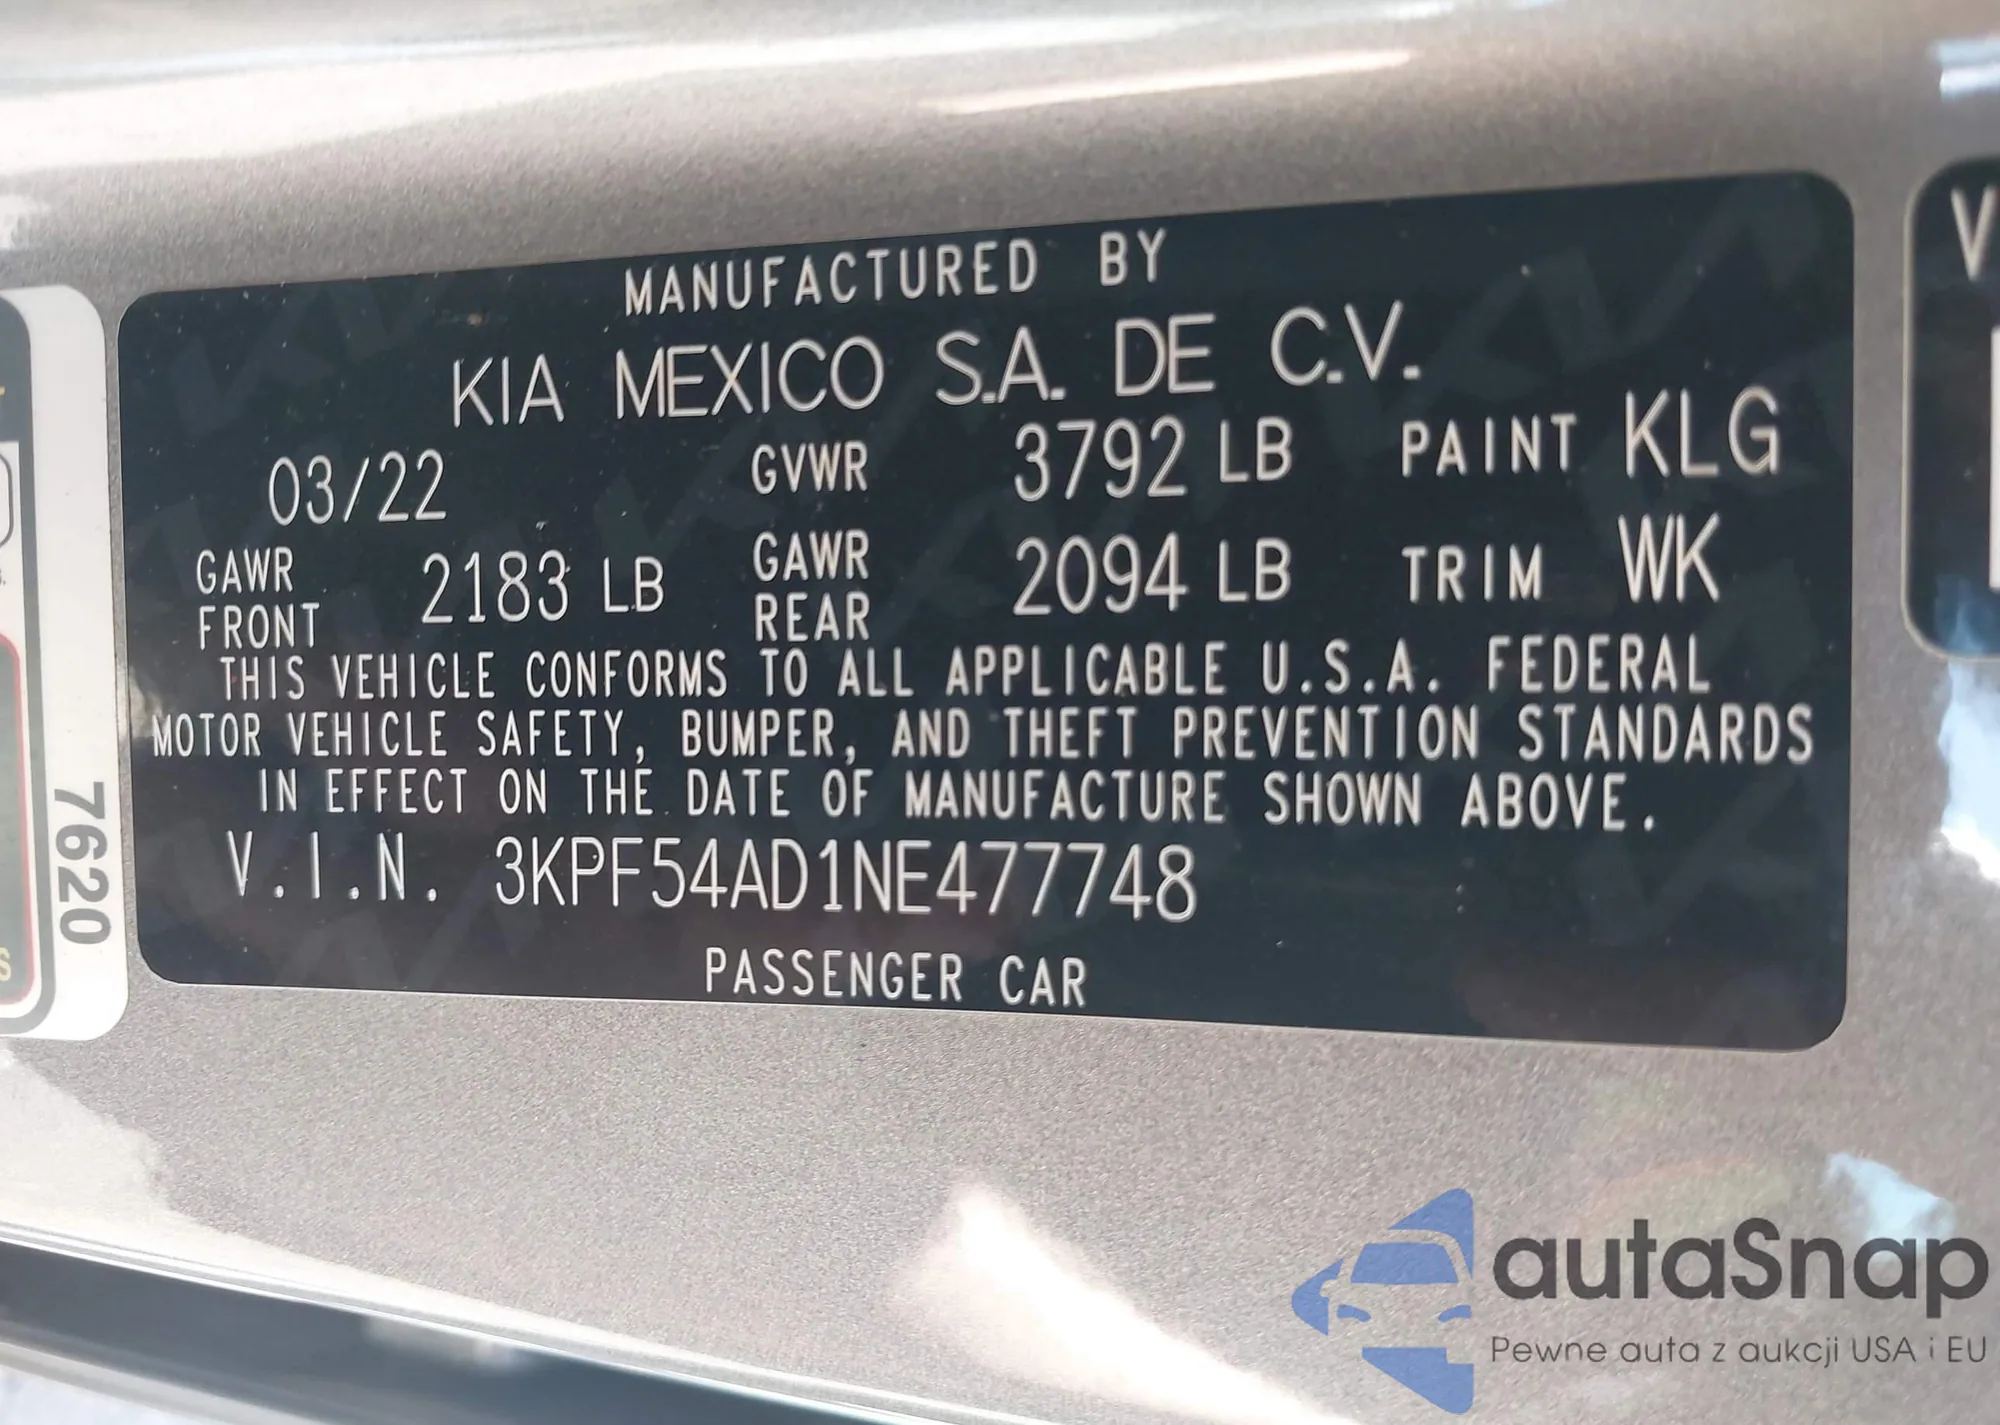 MANUFACTURED BY
KIA MEXICO S.A. DE C.V.
03/22 GVWR 3792 LB PAINT KLG
GAWR FRONT 2183 LB GAWR REAR 2094 LB TRIM WK
THIS VEHICLE CONFORMS TO ALL APPLICABLE U.S.A. FEDERAL
MOTOR VEHICLE SAFETY, BUMPER, AND THEFT PREVENTION STANDARDS
IN EFFECT ON THE DATE OF MANUFACTURE SHOWN ABOVE.
V.I.N. 3KPF54AD1NE477748
PASSENGER CAR
7620
S
V
autaSnap
Pewne auta z aukcji USA i EU